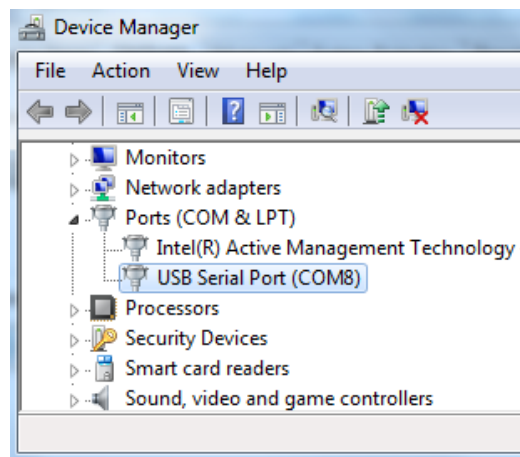 Device Manager
File Action View Help
Monitors
Network adapters
Ports (COM & LPT)
Intel(R) Active Management Technology
USB Serial Port (COM8)
Processors
Security Devices
Smart card readers
Sound, video and game controllers